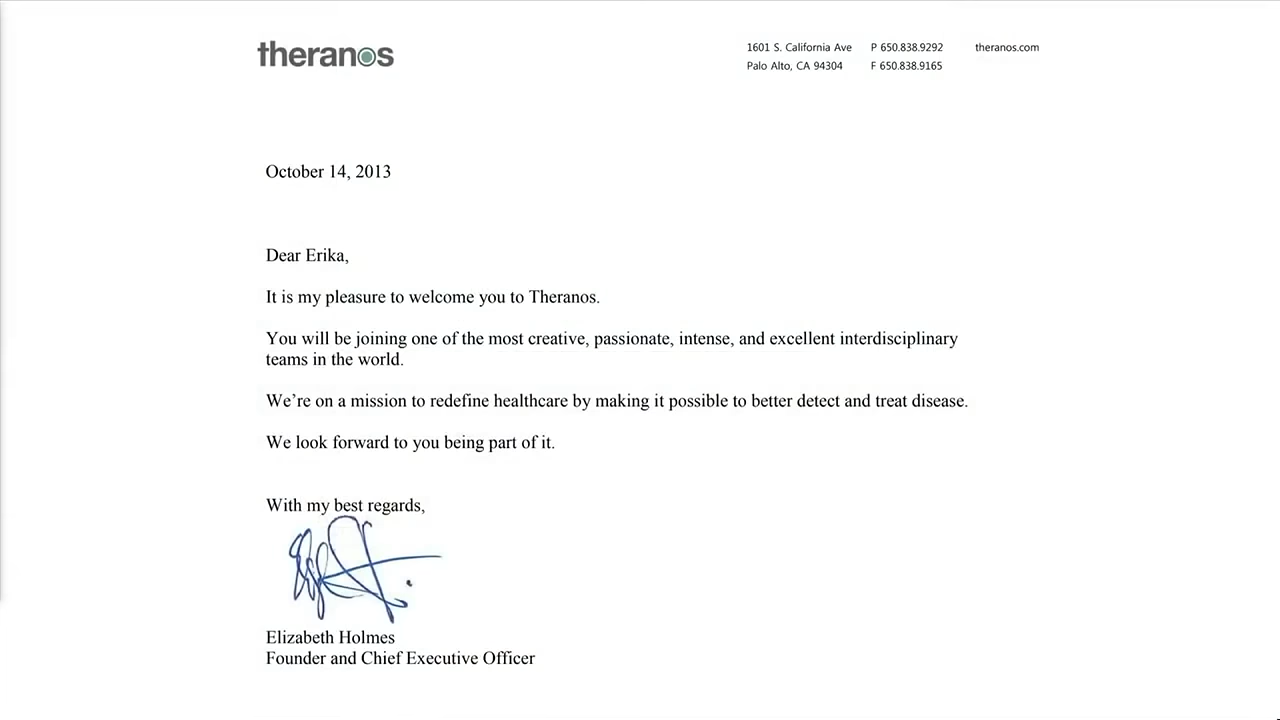 theranos
1601 S. California Ave P 650.838.9292 theranos.com
Palo Alto, CA 94304 F 650.838.9165
October 14, 2013
Dear Erika,
It is my pleasure to welcome you to Theranos.
You will be joining one of the most creative, passionate, intense, and excellent interdisciplinary
teams in the world.
We’re on a mission to redefine healthcare by making it possible to better detect and treat disease.
We look forward to you being part of it.
With my best regards,
Elizabeth Holmes
Founder and Chief Executive Officer